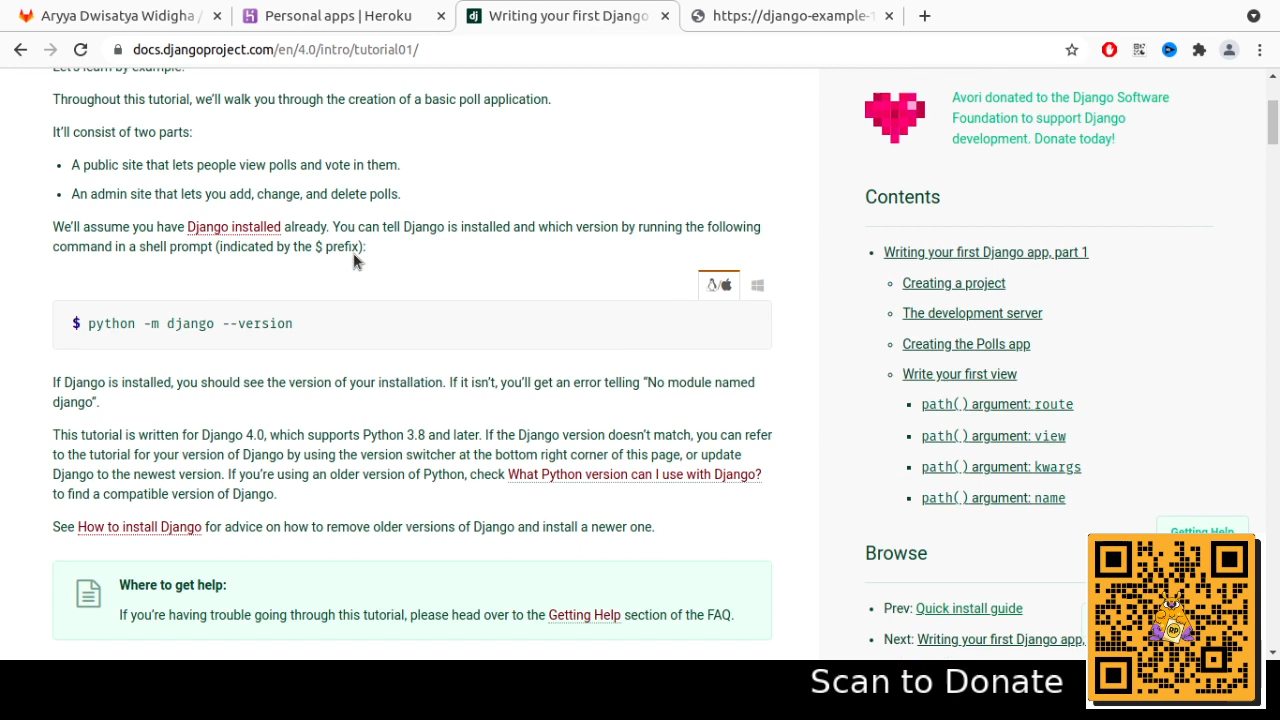 Aryya Dwisatya Widigha /
Personal apps | Heroku
Writing your first Django
https://django-example-
docs.djangoproject.com/en/4.0/intro/tutorial01/
Let's learn by example.
Throughout this tutorial, we'll walk you through the creation of a basic poll application.
It'll consist of two parts:
• A public site that lets people view polls and vote in them.
• An admin site that lets you add, change, and delete polls.
We'll assume you have Django installed already. You can tell Django is installed and which version by running the following
command in a shell prompt (indicated by the $ prefix):
$ python -m django --version
If Django is installed, you should see the version of your installation. If it isn't, you'll get an error telling “No module named
django”.
This tutorial is written for Django 4.0, which supports Python 3.8 and later. If the Django version doesn't match, you can refer
to the tutorial for your version of Django by using the version switcher at the bottom right corner of this page, or update
Django to the newest version. If you're using an older version of Python, check What Python version can I use with Django?
to find a compatible version of Django.
See How to install Django for advice on how to remove older versions of Django and install a newer one.
Where to get help:
If you're having trouble going through this tutorial, please head over to the Getting Help section of the FAQ.
Avori donated to the Django Software
Foundation to support Django
development. Donate today!
Contents
• Writing your first Django app, part 1
Creating a project
The development server
Creating the Polls app
Write your first view
path() argument: route
path() argument: view
path() argument: kwargs
path() argument: name
Getting Help
Browse
• Prev: Quick install guide
• Next: Writing your first Django app,
RP
Scan to Donate